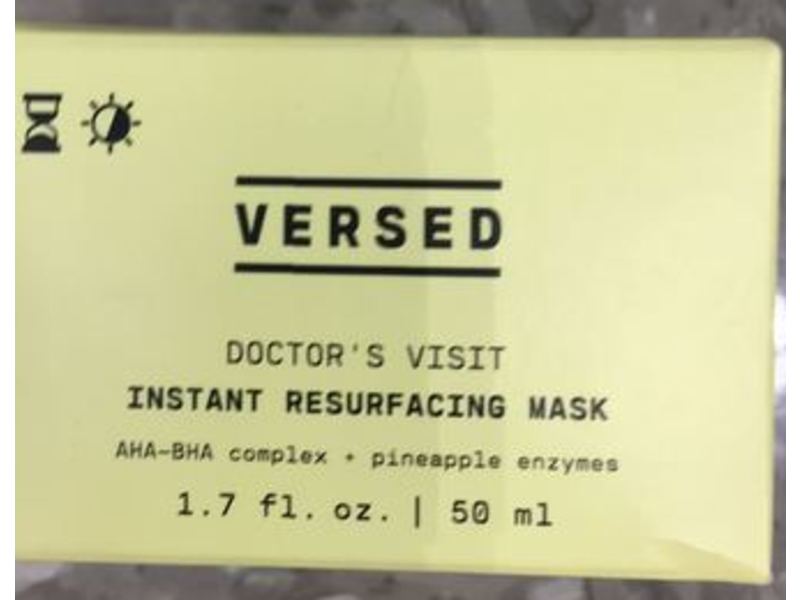 VERSED
DOCTOR'S VISIT
INSTANT RESURFACING MASK
AHA-BHA complex + pineapple enzymes
1.7 fl. oz. | 50 ml